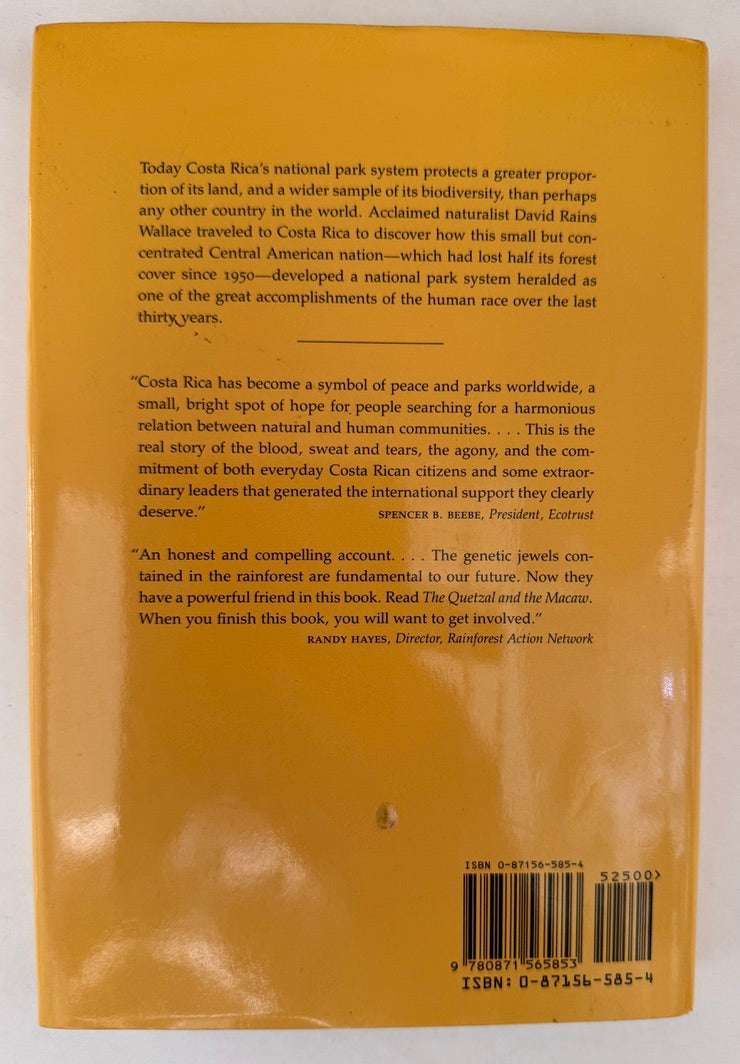 Today Costa Rica's national park system protects a greater propor-
tion of its land, and a wider sample of its biodiversity, than perhaps
any other country in the world. Acclaimed naturalist David Rains
Wallace traveled to Costa Rica to discover how this small but con-
centrated Central American nation—which had lost half its forest
cover since 1950—developed a national park system heralded as
one of the great accomplishments of the human race over the last
thirty years.
"Costa Rica has become a symbol of peace and parks worldwide, a
small, bright spot of hope for people searching for a harmonious
relation between natural and human communities. . . . This is the
real story of the blood, sweat and tears, the agony, and the com-
mitment of both everyday Costa Rican citizens and some extraor-
dinary leaders that generated the international support they clearly
deserve." SPENCER B. BEEBE, President, Ecotrust
"An honest and compelling account. . . . The genetic jewels con-
tained in the rainforest are fundamental to our future. Now they
have a powerful friend in this book. Read The Quetzal and the Macaw.
When you finish this book, you will want to get involved."
RANDY HAYES, Director, Rainforest Action Network
ISBN 0-87156-585-4
52500>
9 780871 565853
ISBN: 0-87156-585-4